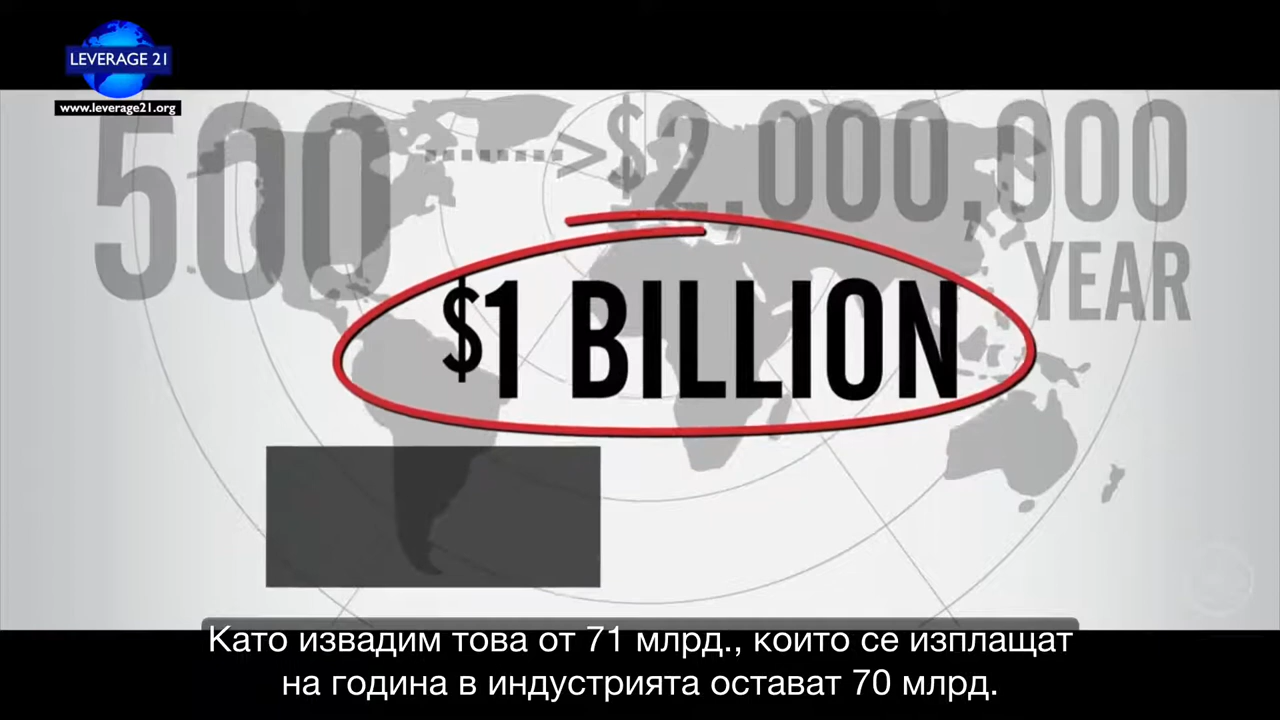 LEVERAGE 21
www.leverage21.org
500 ········> $2,000,000
YEAR
$1 BILLION
Като извадим това от 71 млрд., които се изплащат
на година в индустрията остават 70 млрд.